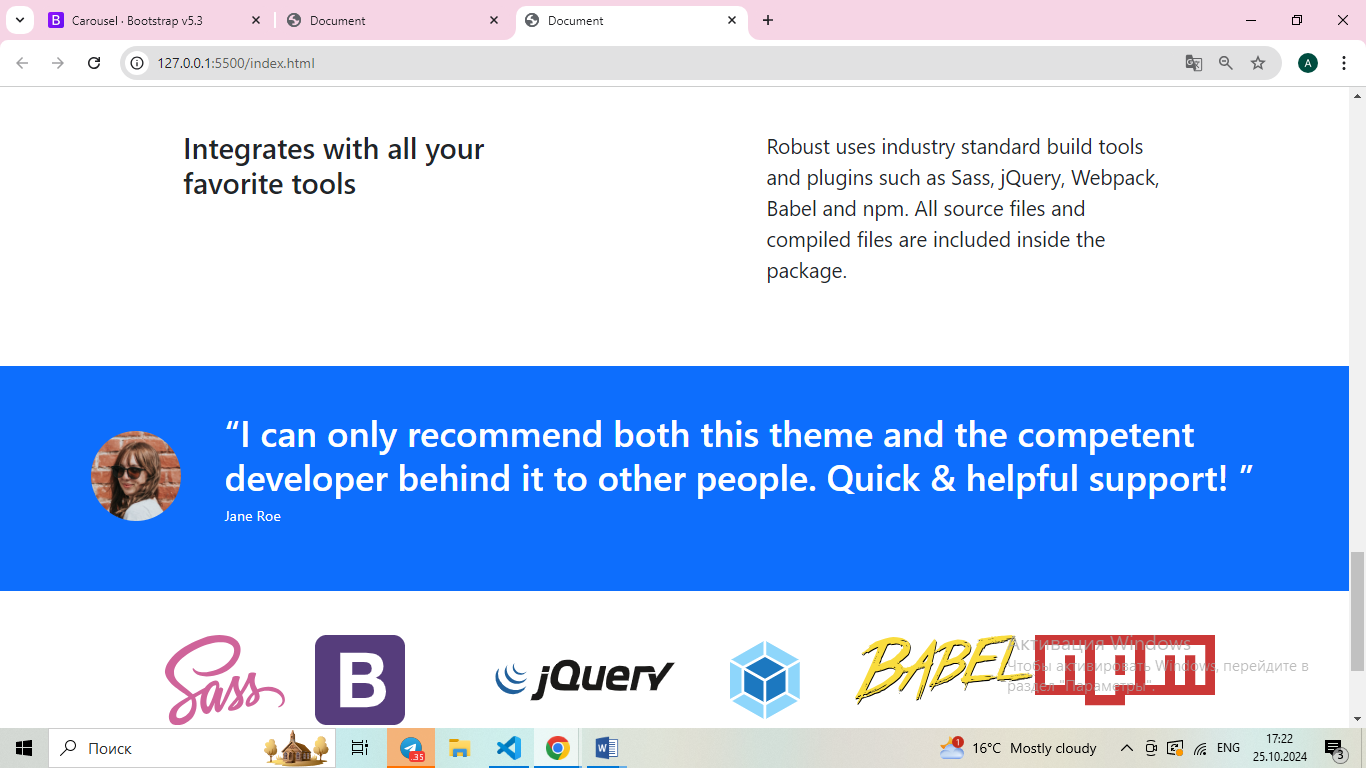 Carousel · Bootstrap v5.3
Document
Document
127.0.0.1:5500/index.html
A
Integrates with all your
favorite tools
Robust uses industry standard build tools
and plugins such as Sass, jQuery, Webpack,
Babel and npm. All source files and
compiled files are included inside the
package.
“I can only recommend both this theme and the competent
developer behind it to other people. Quick & helpful support! ”
Jane Roe
Sass
B
jQuery
BABEL
npm
Активация Windows
Чтобы активировать Windows, перейдите в
раздел "Параметры".
Поиск
.35
1
16°C Mostly cloudy
ENG
17:22
25.10.2024
3